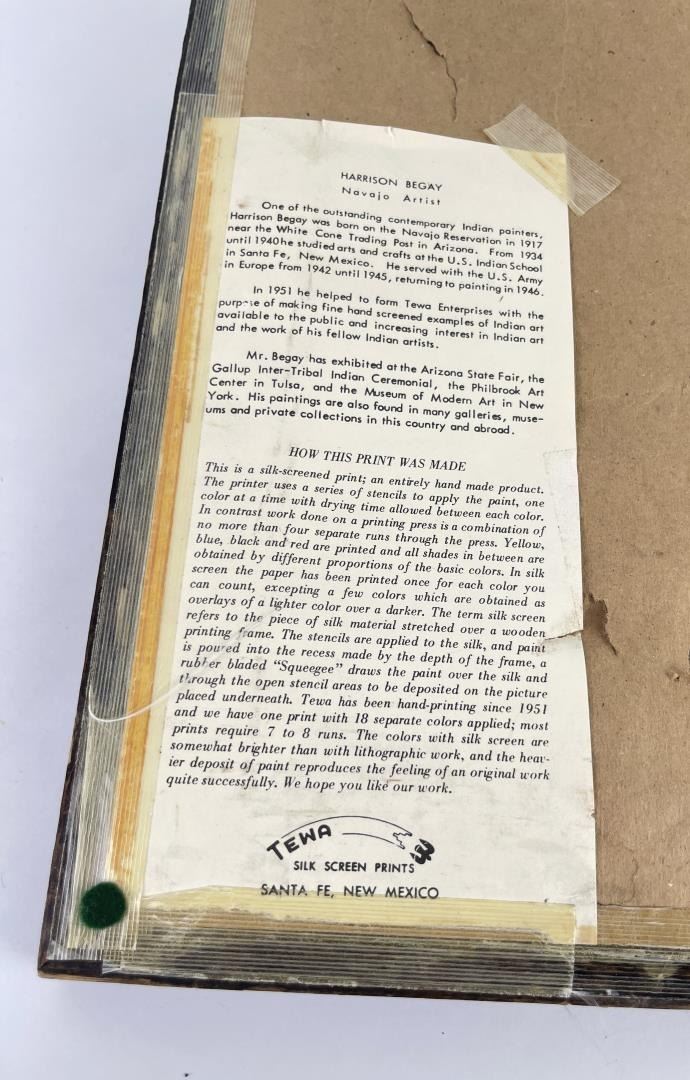 HARRISON BEGAY
Navajo Artist
One of the outstanding contemporary Indian painters,
Harrison Begay was born on the Navajo Reservation in 1917
near the White Cone Trading Post in Arizona. From 1934
until 1940he studied arts and crafts at the U.S. Indian School
in Santa Fe, New Mexico. He served with the U.S. Army
in Europe from 1942 until 1945, returning to painting in 1946.
In 1951 he helped to form Tewa Enterprises with the
purpose of making fine hand screened examples of Indian art
available to the public and increasing interest in Indian art
and the work of his fellow Indian artists.
Mr. Begay has exhibited at the Arizona State Fair, the
Gallup Inter-Tribal Indian Ceremonial, the Philbrook Art
Center in Tulsa, and the Museum of Modern Art in New
York. His paintings are also found in many galleries, muse-
ums and private collections in this country and abroad.
HOW THIS PRINT WAS MADE
This is a silk-screened print; an entirely hand made product.
The printer uses a series of stencils to apply the paint, one
color at a time with drying time allowed between each color.
In contrast work done on a printing press is a combination of
no more than four separate runs through the press. Yellow,
blue, black and red are printed and all shades in between are
obtained by different proportions of the basic colors. In silk
screen the paper has been printed once for each color you
can count, excepting a few colors which are obtained as
overlays of a lighter color over a darker. The term silk screen
refers to the piece of silk material stretched over a wooden
printing frame. The stencils are applied to the silk, and paint
is poured into the recess made by the depth of the frame, a
rubber bladed "Squeegee" draws the paint over the silk and
through the open stencil areas to be deposited on the picture
placed underneath. Tewa has been hand-printing since 1951
and we have one print with 18 separate colors applied; most
prints require 7 to 8 runs. The colors with silk screen are
somewhat brighter than with lithographic work, and the heav-
ier deposit of paint reproduces the feeling of an original work
quite successfully. We hope you like our work.
TEWA
SILK SCREEN PRINTS
SANTA FE, NEW MEXICO